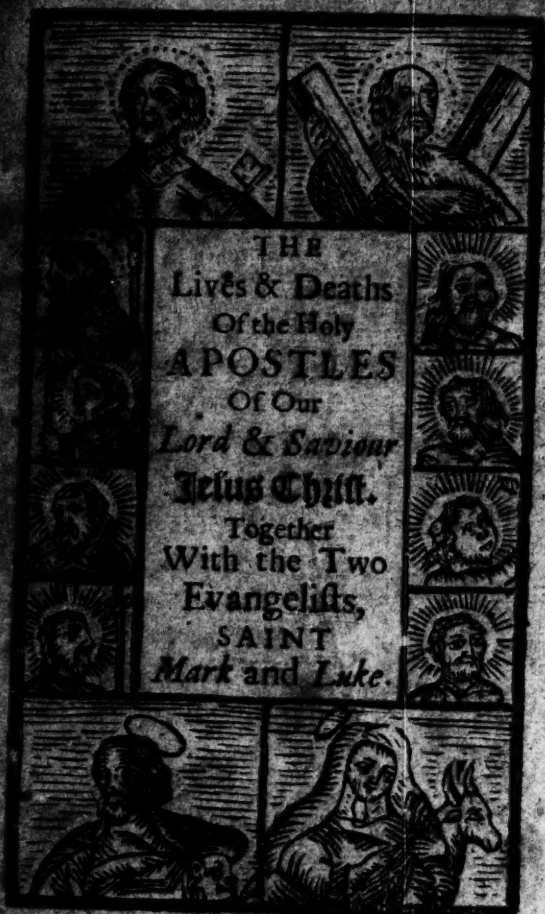 THE
Lives & Deaths
Of the Holy
APOSTLES
Of Our
Lord & Saviour
Jesus Christ.
Together
With the Two
Evangeliſts,
SAINT
Mark and Luke.